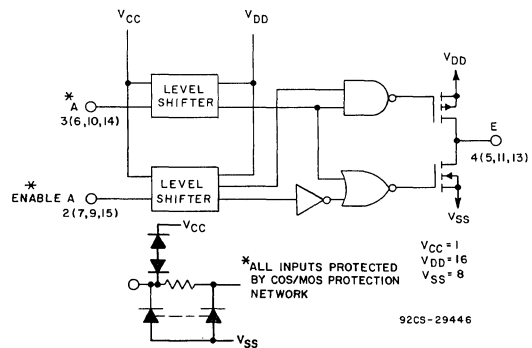 VCC
VDD
LEVEL
SHIFTER
*
A
3(6,10,14)
VDD
E
4(5,11,13)
LEVEL
SHIFTER
*
ENABLE A
2(7,9,15)
VSS
VCC
*ALL INPUTS PROTECTED
BY COS/MOS PROTECTION
NETWORK
VSS
VCC = 1
VDD = 16
VSS = 8
92CS-29446